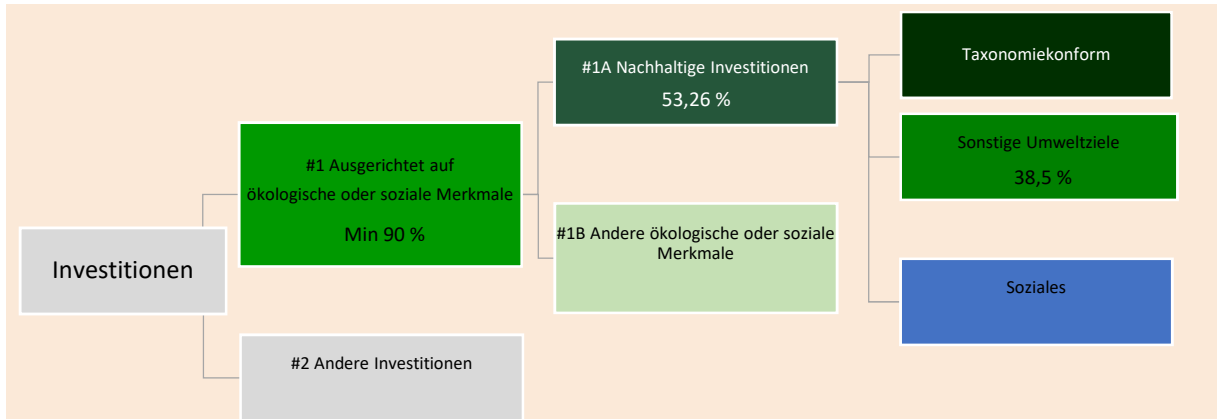 Investitionen
#1 Ausgerichtet auf
ökologische oder soziale Merkmale
Min 90 %
#2 Andere Investitionen
#1A Nachhaltige Investitionen
53,26 %
#1B Andere ökologische oder soziale
Merkmale
Taxonomiekonform
Sonstige Umweltziele
38,5 %
Soziales